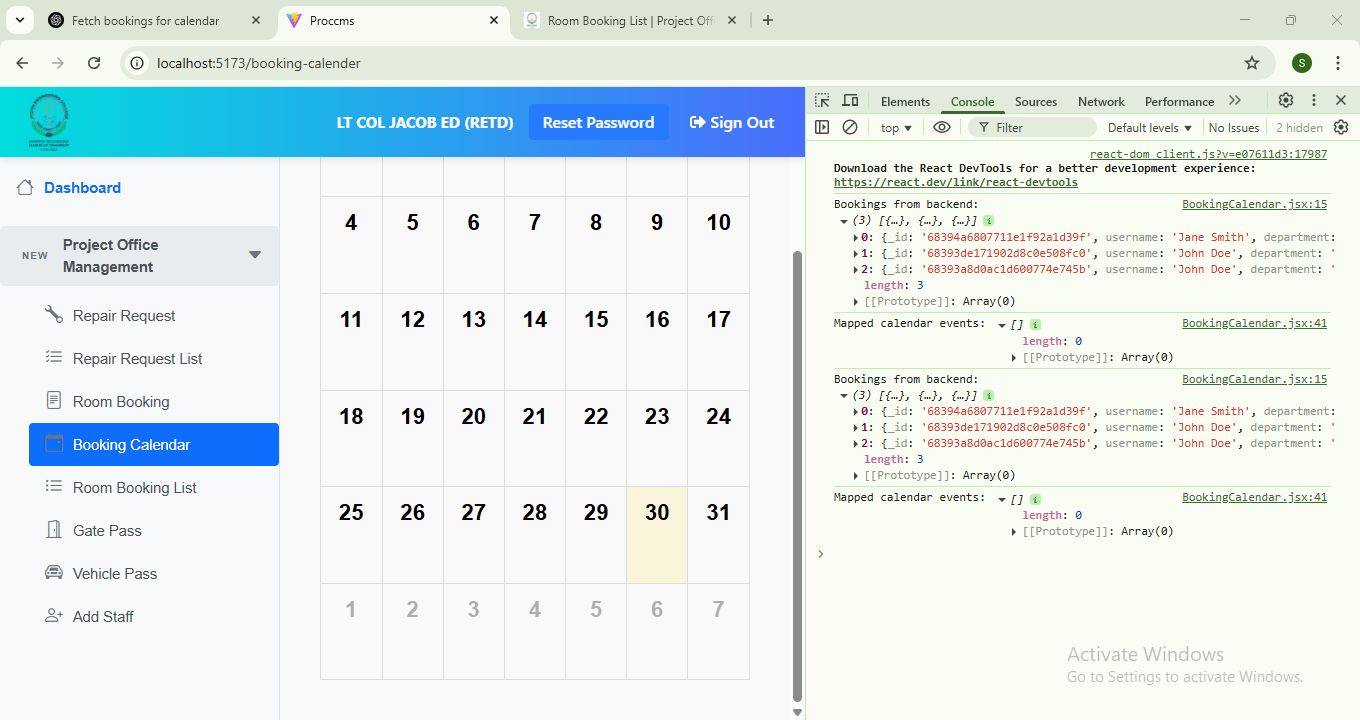 Fetch bookings for calendar
Proccms
Room Booking List | Project Off
localhost:5173/booking-calender
S
LT COL JACOB ED (RETD)
Reset Password
Sign Out
Dashboard
NEW
Project Office
Management
Repair Request
Repair Request List
Room Booking
Booking Calendar
Room Booking List
Gate Pass
Vehicle Pass
Add Staff
4 5 6 7 8 9 10
11 12 13 14 15 16 17
18 19 20 21 22 23 24
25 26 27 28 29 30 31
1 2 3 4 5 6 7
Elements Console Sources Network Performance
top
Filter
Default levels
No Issues
2 hidden
react-dom client.js?v=e07611d3:17987
Download the React DevTools for a better development experience:
https://react.dev/link/react-devtools
Bookings from backend: BookingCalendar.jsx:15
(3) [{…}, {…}, {…}] i
0: {_id: '68394a6807711e1f92a1d39f', username: 'Jane Smith', department:
1: {_id: '68393de171902d8c0e508fc0', username: 'John Doe', department: '
2: {_id: '68393a8d0ac1d600774e745b', username: 'John Doe', department: '
length: 3
[[Prototype]]: Array(0)
Mapped calendar events: [] i BookingCalendar.jsx:41
length: 0
[[Prototype]]: Array(0)
Bookings from backend: BookingCalendar.jsx:15
(3) [{…}, {…}, {…}] i
0: {_id: '68394a6807711e1f92a1d39f', username: 'Jane Smith', department:
1: {_id: '68393de171902d8c0e508fc0', username: 'John Doe', department: '
2: {_id: '68393a8d0ac1d600774e745b', username: 'John Doe', department: '
length: 3
[[Prototype]]: Array(0)
Mapped calendar events: [] i BookingCalendar.jsx:41
length: 0
[[Prototype]]: Array(0)
Activate Windows
Go to Settings to activate Windows.